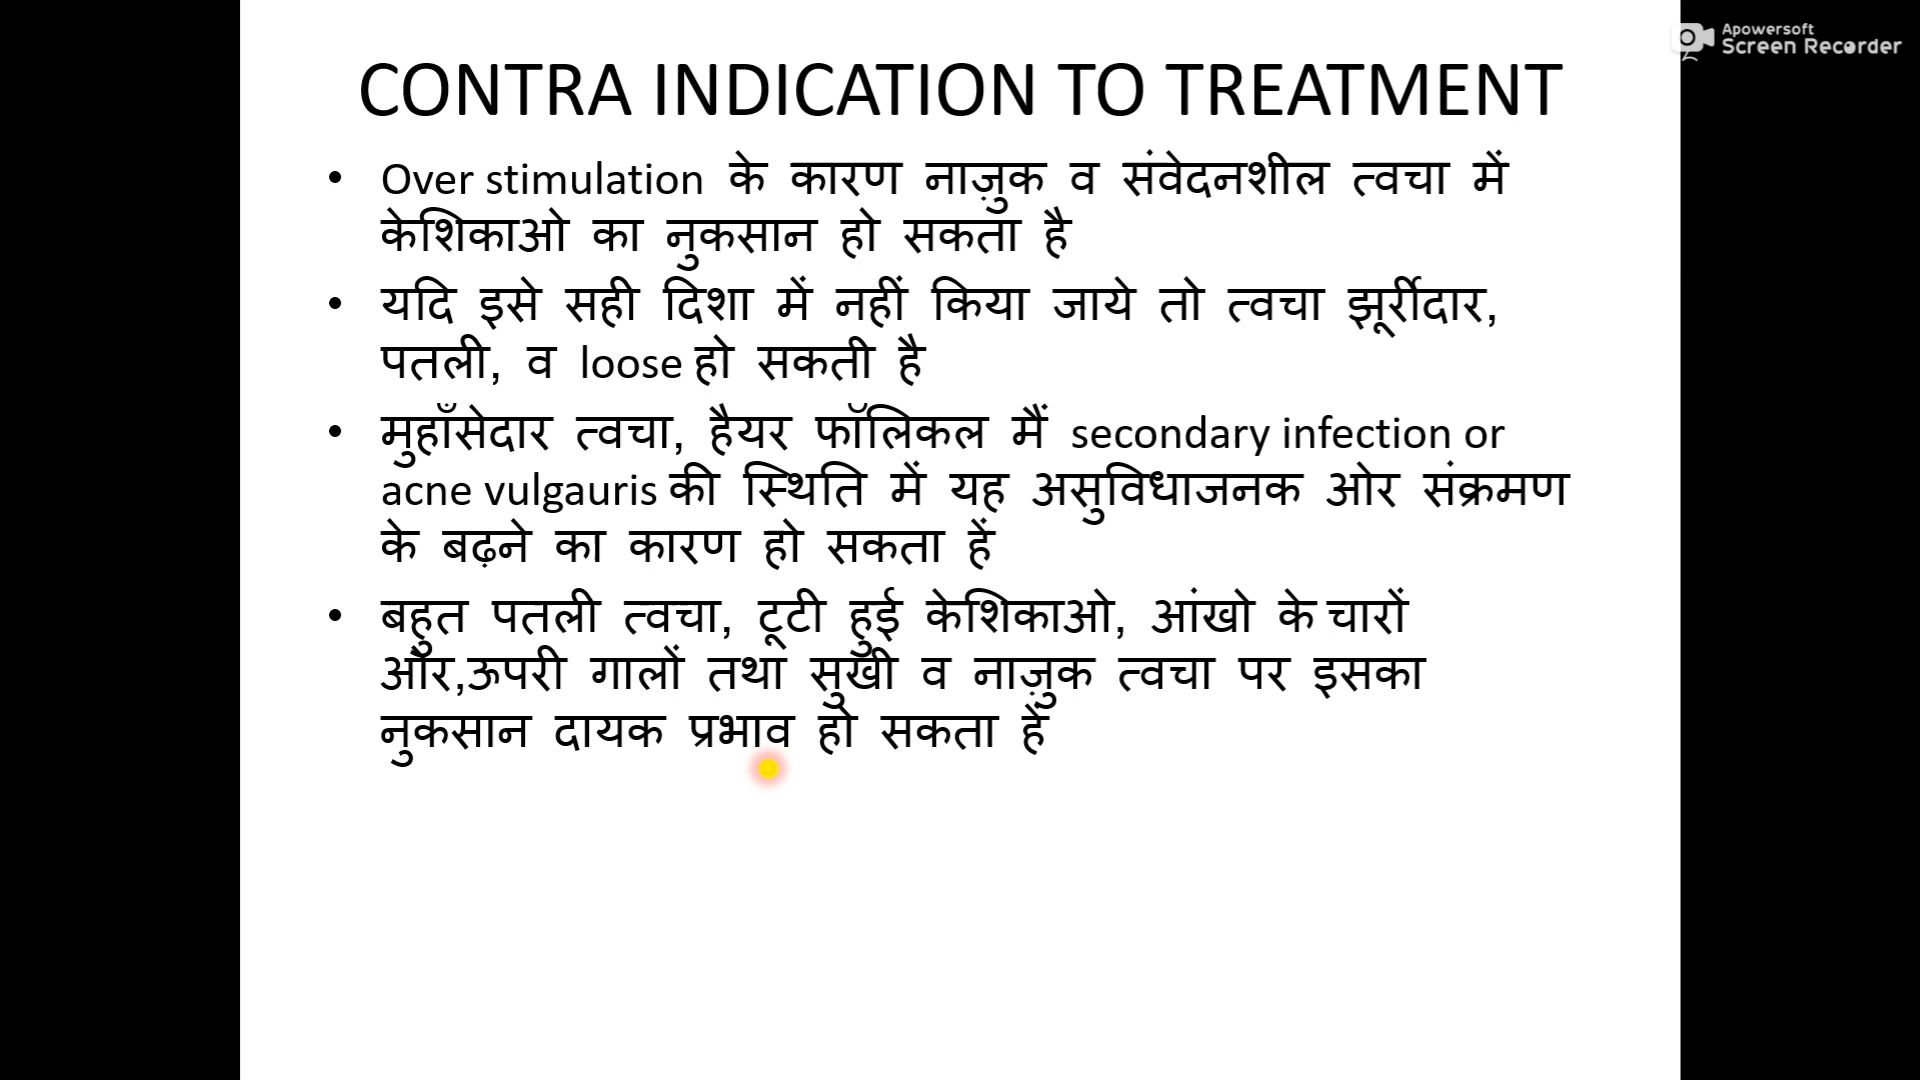 Apowersoft
Screen Recorder
CONTRA INDICATION TO TREATMENT
• Over stimulation के कारण नाज़ुक व संवेदनशील त्वचा में
केशिकाओ का नुकसान हो सकता है
• यदि इसे सही दिशा में नहीं किया जाये तो त्वचा झूर्रीदार,
पतली, व loose हो सकती है
• मुहाँसेदार त्वचा, हैयर फॉलिकल मैं secondary infection or
acne vulgauris की स्थिति में यह असुविधाजनक ओर संक्रमण
के बढ़ने का कारण हो सकता हें
• बहुत पतली त्वचा, टूटी हुई केशिकाओ, आंखो के चारों
और,ऊपरी गालों तथा सुखी व नाज़ुक त्वचा पर इसका
नुकसान दायक प्रभाव हो सकता हें